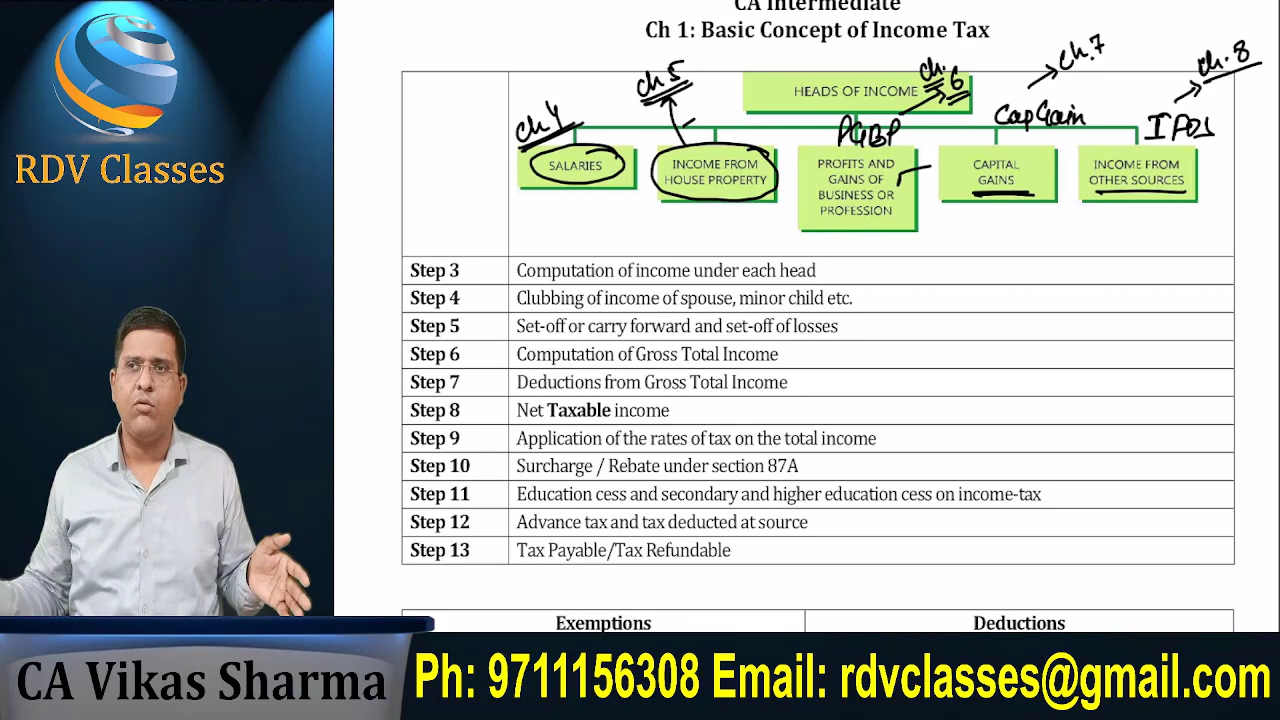 CA Intermediate
Ch 1: Basic Concept of Income Tax
RDV Classes
ch 4
ch 5
ch. 6
ch. 7
ch. 8
HEADS OF INCOME
PGBP
Cap Gain
IFOS
SALARIES
INCOME FROM
HOUSE PROPERTY
PROFITS AND
GAINS OF
BUSINESS OR
PROFESSION
CAPITAL
GAINS
INCOME FROM
OTHER SOURCES
Step 3 Computation of income under each head
Step 4 Clubbing of income of spouse, minor child etc.
Step 5 Set-off or carry forward and set-off of losses
Step 6 Computation of Gross Total Income
Step 7 Deductions from Gross Total Income
Step 8 Net Taxable income
Step 9 Application of the rates of tax on the total income
Step 10 Surcharge / Rebate under section 87A
Step 11 Education cess and secondary and higher education cess on income-tax
Step 12 Advance tax and tax deducted at source
Step 13 Tax Payable/Tax Refundable
Exemptions Deductions
CA Vikas Sharma
Ph: 9711156308 Email: rdvclasses@gmail.com